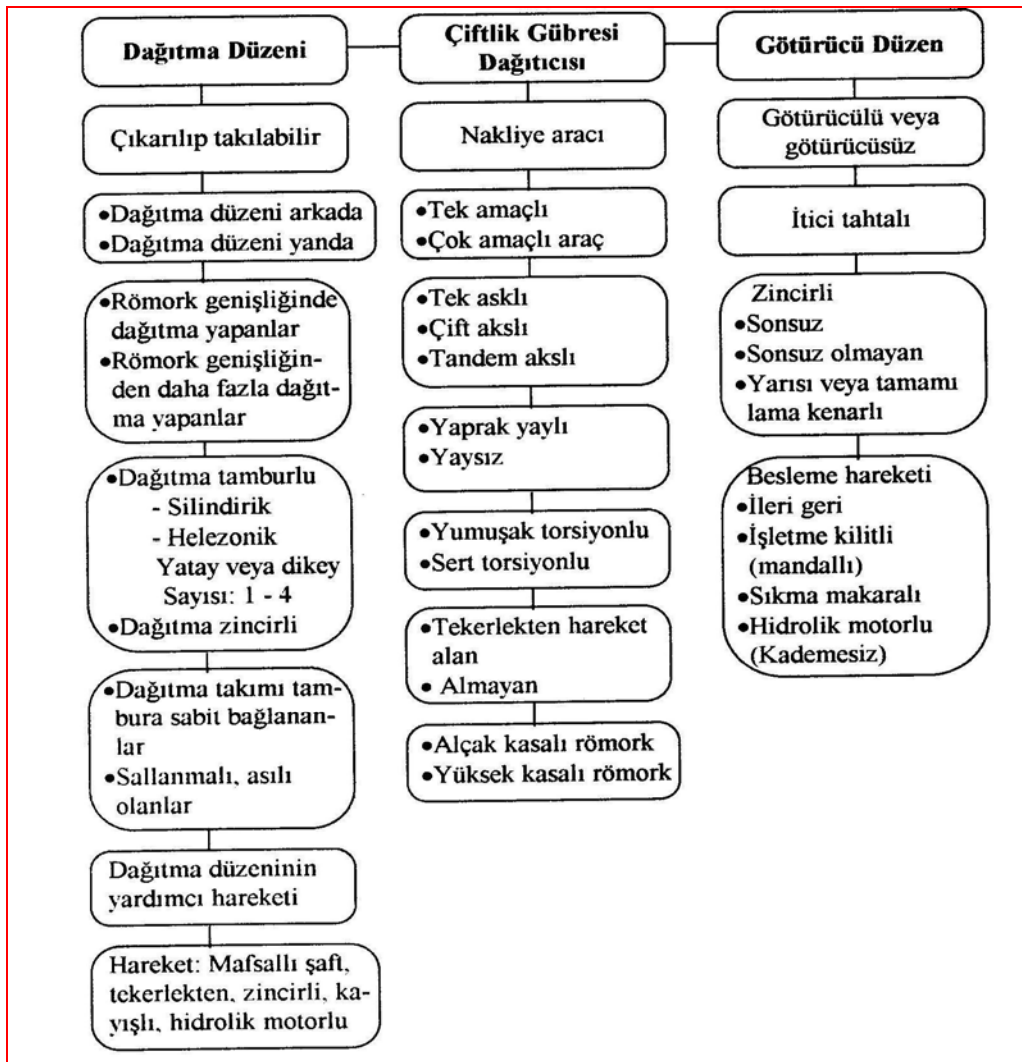 Dağıtma Düzeni
Çıkarılıp takılabilir
•Dağıtma düzeni arkada
•Dağıtma düzeni yanda
•Römork genişliğinde
dağıtma yapanlar
•Römork genişliğin-
den daha fazla dağıt-
ma yapanlar
•Dağıtma tamburlu
- Silindirik
- Helezonik
Yatay veya dikey
Sayısı: 1 - 4
•Dağıtma zincirli
•Dağıtma takımı tam-
bura sabit bağlanan-
lar
•Sallanmalı, asılı
olanlar
Dağıtma düzeninin
yardımcı hareketi
Hareket: Mafsallı şaft,
tekerlekten, zincirli, ka-
yışlı, hidrolik motorlu
Çiftlik Gübresi
Dağıtıcısı
Nakliye aracı
•Tek amaçlı
•Çok amaçlı araç
•Tek asklı
•Çift akslı
•Tandem akslı
•Yaprak yaylı
•Yaysız
•Yumuşak torsiyonlu
•Sert torsiyonlu
•Tekerlekten hareket
alan
• Almayan
•Alçak kasalı römork
•Yüksek kasalı römork
Götürücü Düzen
Götürücülü veya
götürücüsüz
İtici tahtalı
Zincirli
•Sonsuz
•Sonsuz olmayan
•Yarısı veya tamamı
lama kenarlı
Besleme hareketi
•İleri geri
•İşletme kilitli
(mandallı)
•Sıkma makaralı
•Hidrolik motorlu
(Kademesiz)